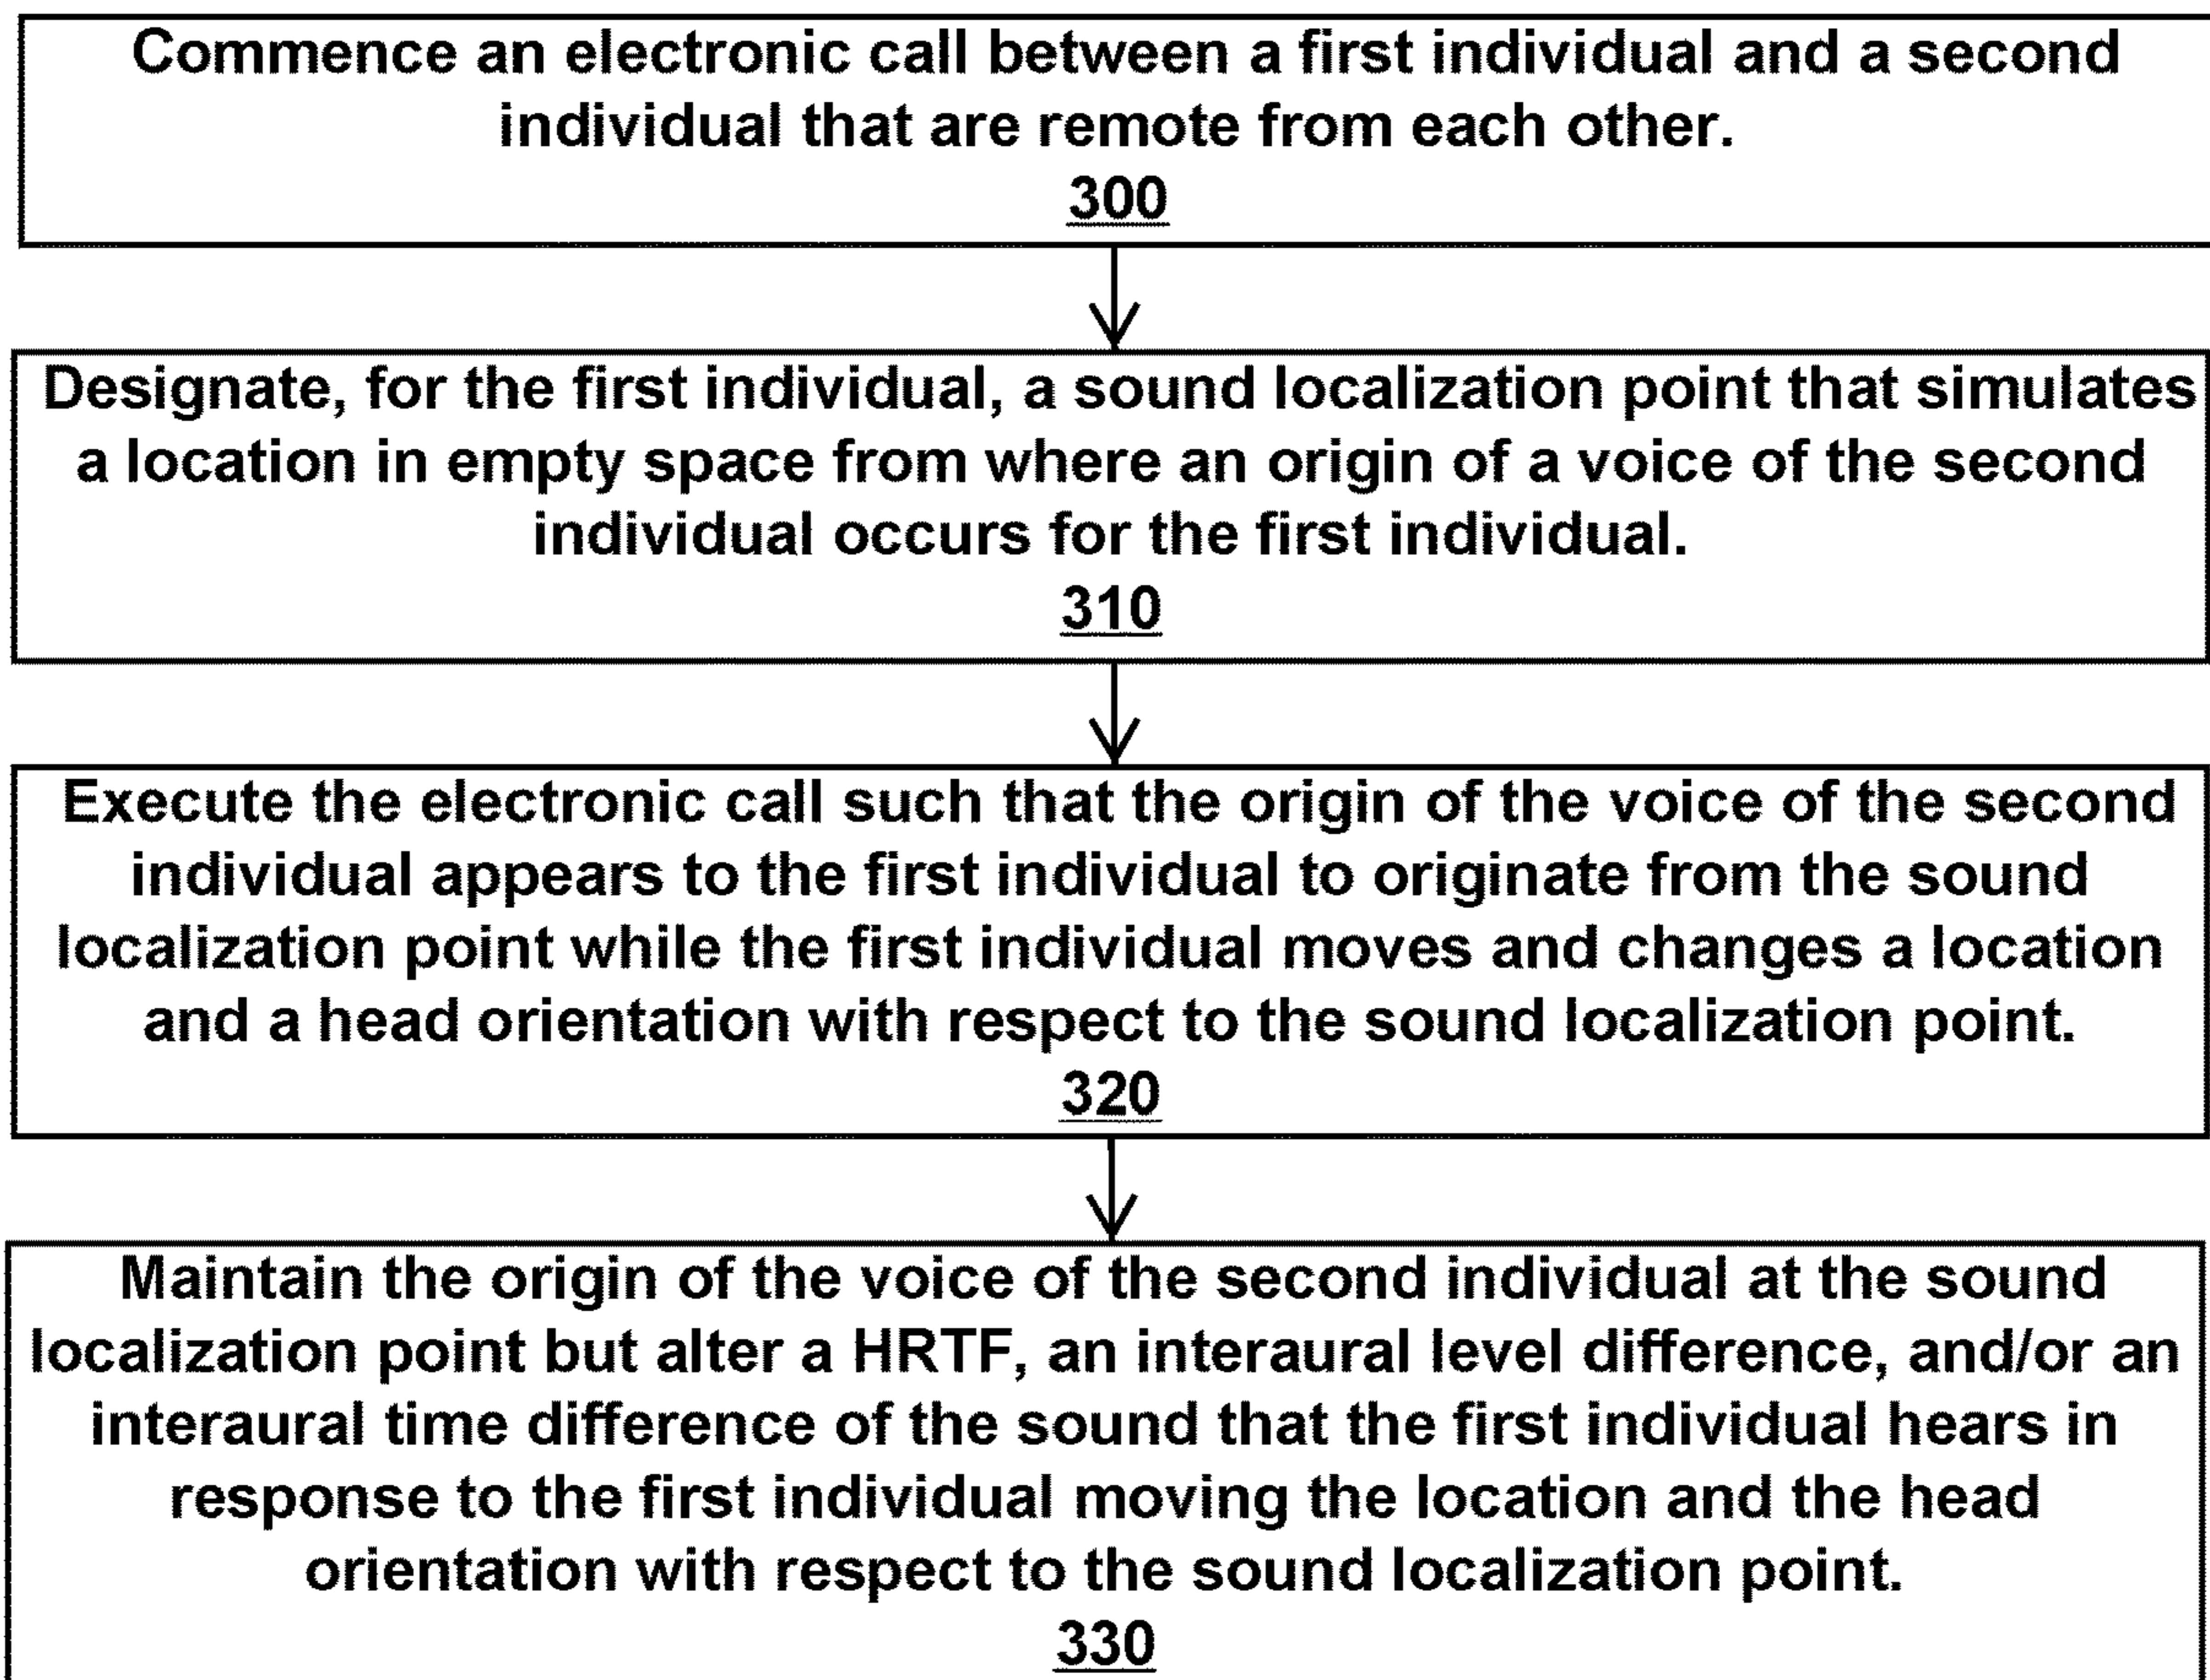 Commence an electronic call between a first individual and a second
individual that are remote from each other.
300
Designate, for the first individual, a sound localization point that simulates
a location in empty space from where an origin of a voice of the second
individual occurs for the first individual.
310
Execute the electronic call such that the origin of the voice of the second
individual appears to the first individual to originate from the sound
localization point while the first individual moves and changes a location
and a head orientation with respect to the sound localization point.
320
Maintain the origin of the voice of the second individual at the sound
localization point but alter a HRTF, an interaural level difference, and/or an
interaural time difference of the sound that the first individual hears in
response to the first individual moving the location and the head
orientation with respect to the sound localization point.
330